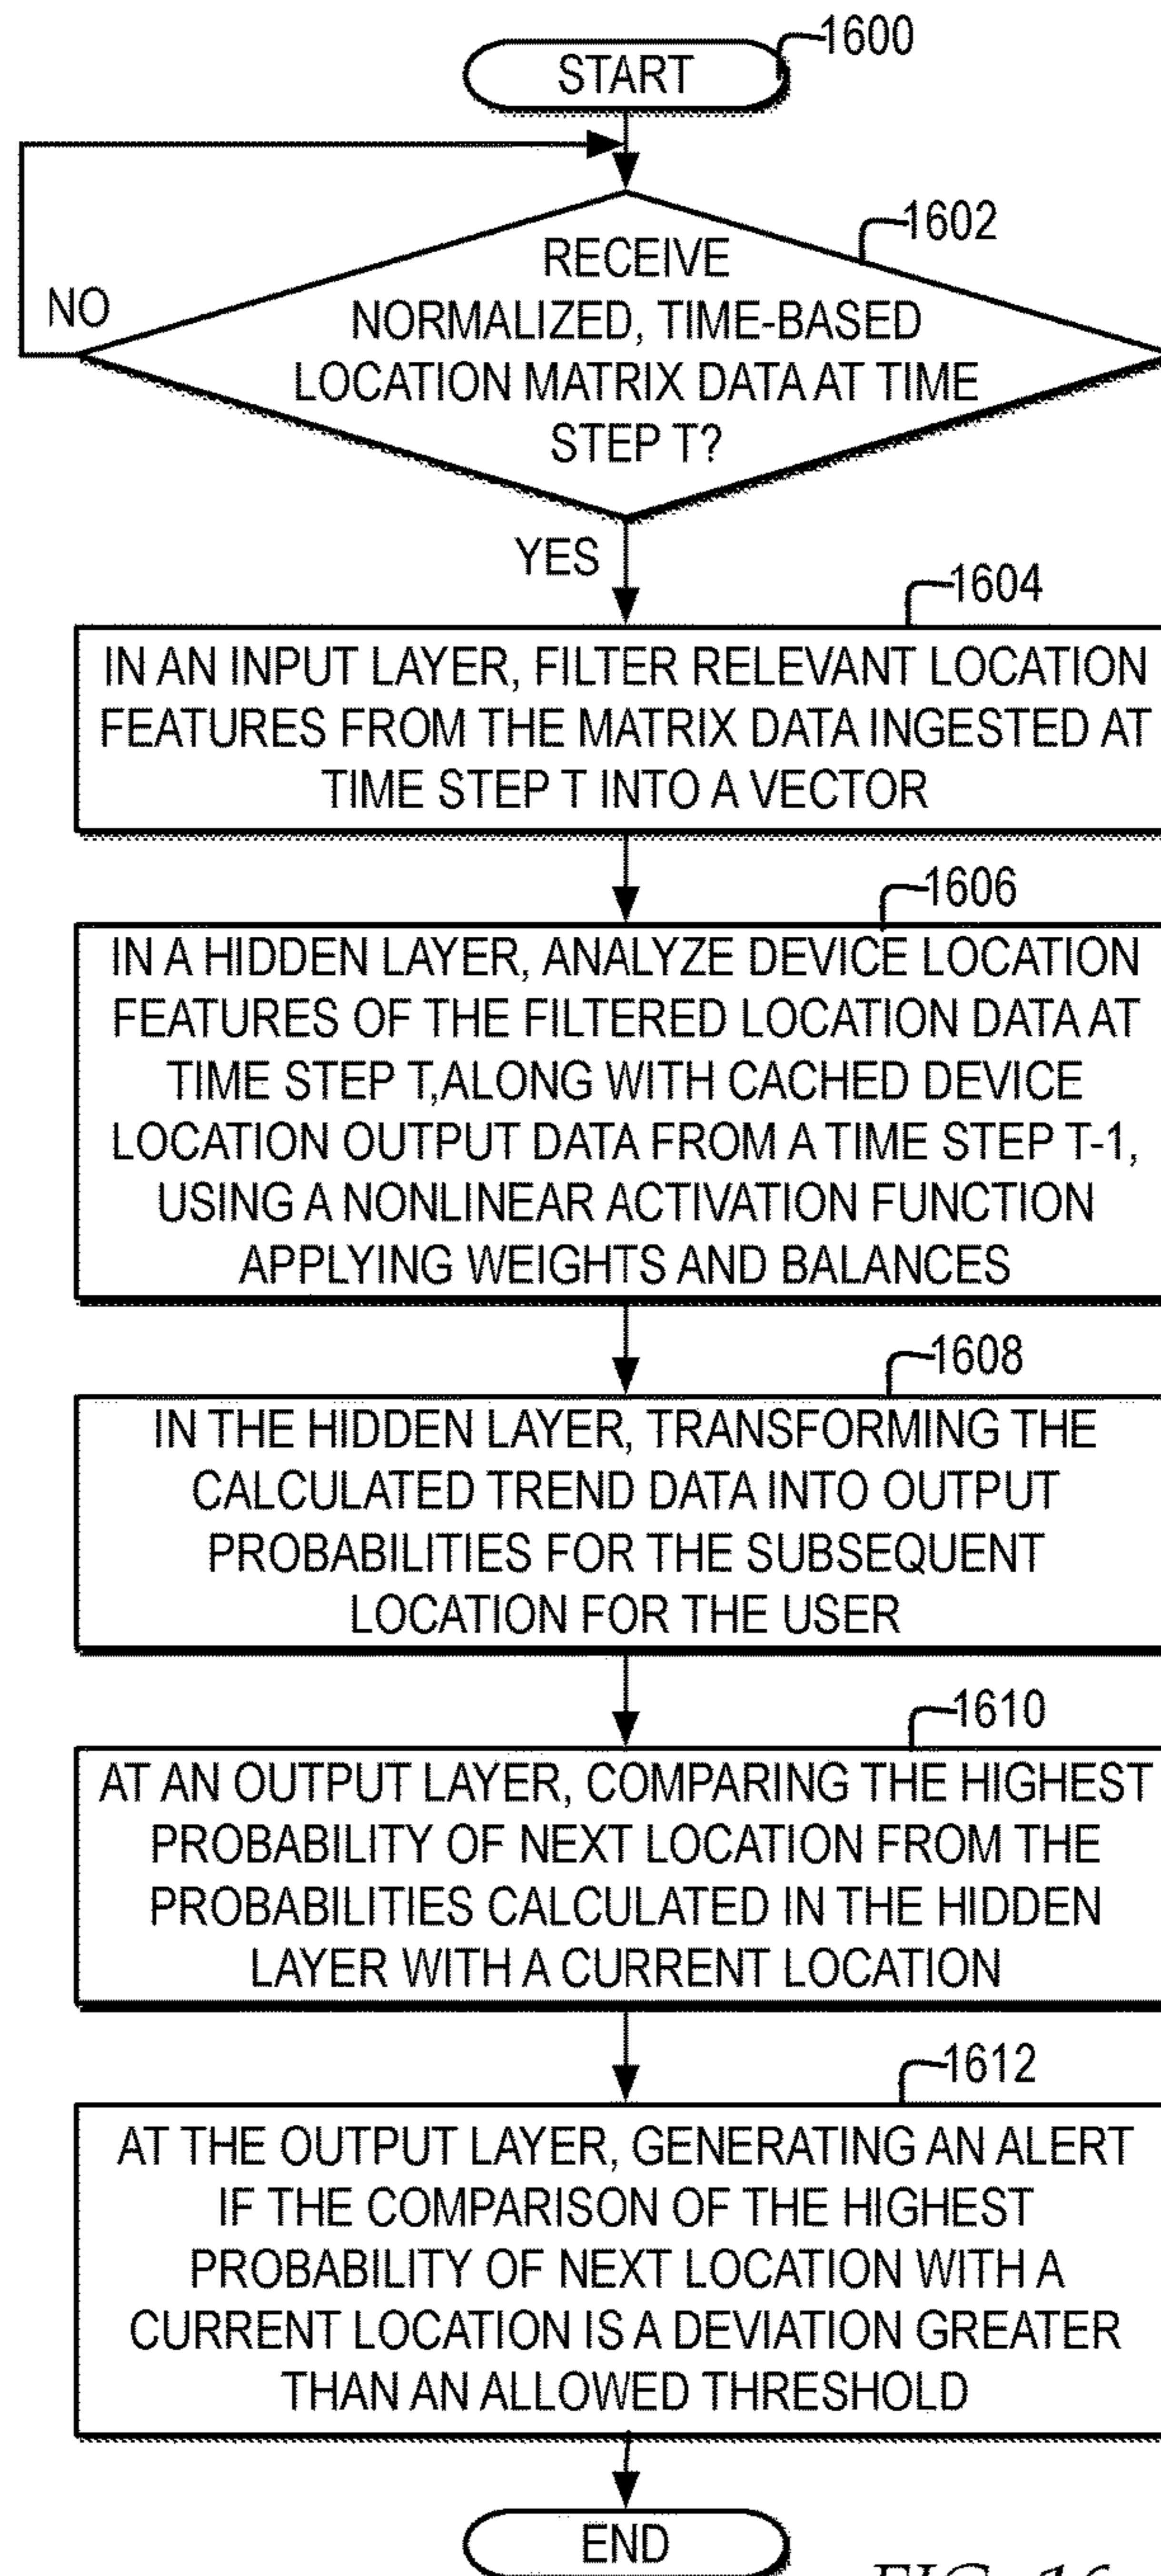 1600
START
1602
RECEIVE
NORMALIZED, TIME-BASED
LOCATION MATRIX DATA AT TIME
STEP T?
NO
YES
1604
IN AN INPUT LAYER, FILTER RELEVANT LOCATION
FEATURES FROM THE MATRIX DATA INGESTED AT
TIME STEP T INTO A VECTOR
1606
IN A HIDDEN LAYER, ANALYZE DEVICE LOCATION
FEATURES OF THE FILTERED LOCATION DATA AT
TIME STEP T,ALONG WITH CACHED DEVICE
LOCATION OUTPUT DATA FROM A TIME STEP T-1,
USING A NONLINEAR ACTIVATION FUNCTION
APPLYING WEIGHTS AND BALANCES
1608
IN THE HIDDEN LAYER, TRANSFORMING THE
CALCULATED TREND DATA INTO OUTPUT
PROBABILITIES FOR THE SUBSEQUENT
LOCATION FOR THE USER
1610
AT AN OUTPUT LAYER, COMPARING THE HIGHEST
PROBABILITY OF NEXT LOCATION FROM THE
PROBABILITIES CALCULATED IN THE HIDDEN
LAYER WITH A CURRENT LOCATION
1612
AT THE OUTPUT LAYER, GENERATING AN ALERT
IF THE COMPARISON OF THE HIGHEST
PROBABILITY OF NEXT LOCATION WITH A
CURRENT LOCATION IS A DEVIATION GREATER
THAN AN ALLOWED THRESHOLD
END
FIG. 16